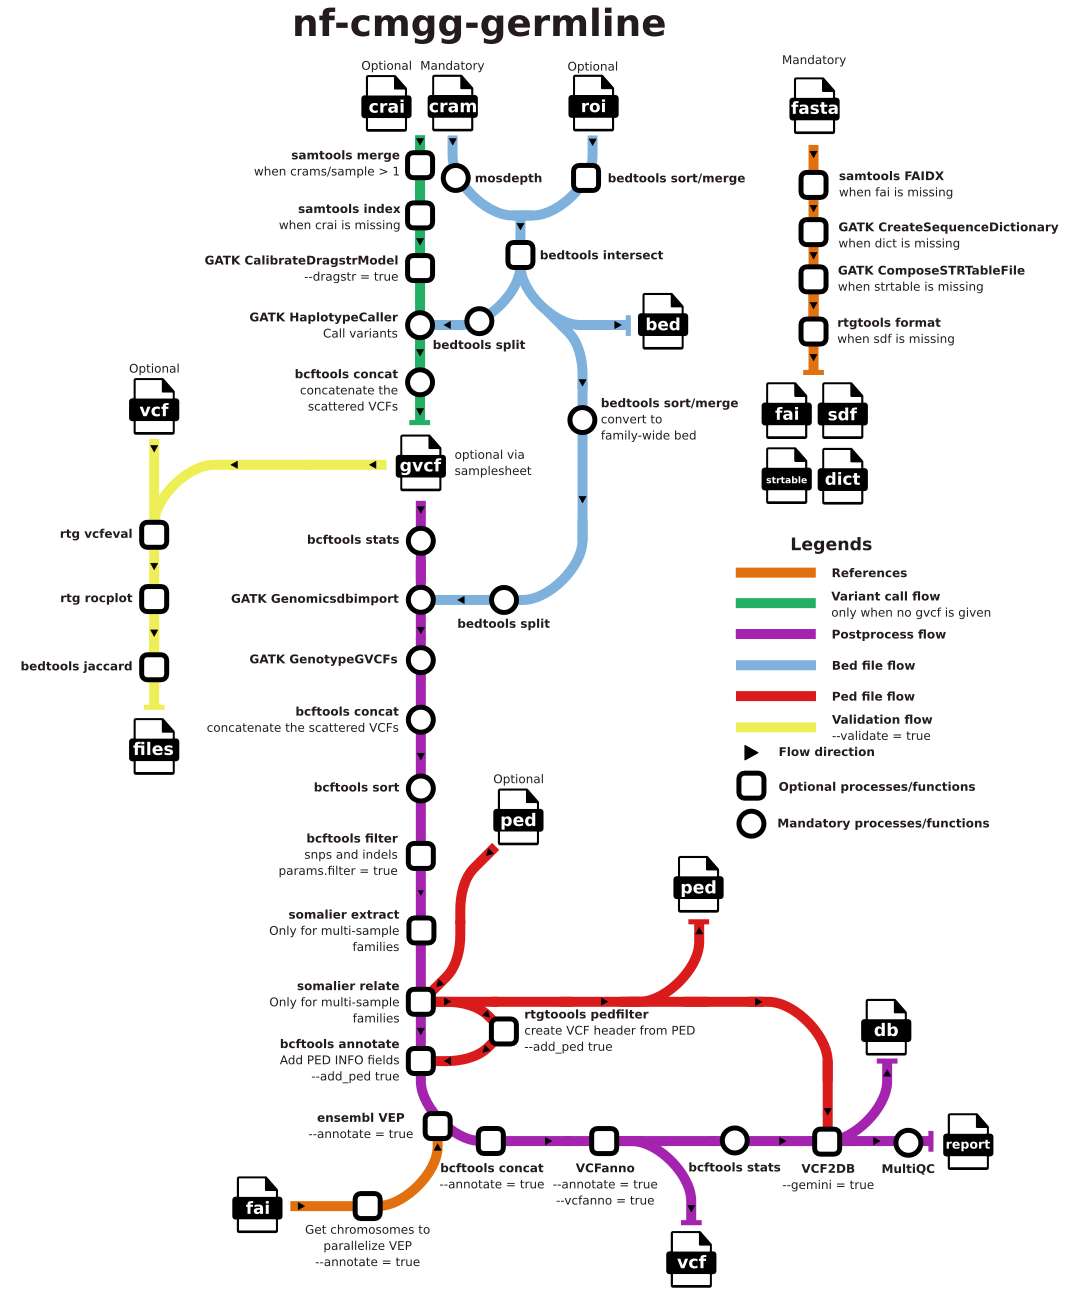 nf-cmgg-germline
Optional
Mandatory
Optional
Mandatory
crai
cram
roi
fasta
samtools merge
when crams/sample > 1
mosdepth
bedtools sort/merge
samtools FAIDX
when fai is missing
samtools index
when crai is missing
GATK CreateSequenceDictionary
when dict is missing
GATK CalibrateDragstrModel
--dragstr = true
bedtools intersect
GATK ComposeSTRTableFile
when strtable is missing
GATK HaplotypeCaller
Call variants
bedtools split
bed
rtgtools format
when sdf is missing
Optional
vcf
bcftools concat
concatenate the
scattered VCFs
bedtools sort/merge
convert to
family-wide bed
fai
sdf
strtable
dict
gvcf
optional via
samplesheet
rtg vcfeval
bcftools stats
rtg rocplot
GATK Genomicsdbimport
bedtools split
bedtools jaccard
GATK GenotypeGVCFs
files
bcftools concat
concatenate the scattered VCFs
Legends
References
Variant call flow
only when no gvcf is given
Postprocess flow
Bed file flow
Ped file flow
Validation flow
--validate = true
Flow direction
Optional processes/functions
Mandatory processes/functions
bcftools sort
Optional
ped
bcftools filter
snps and indels
params.filter = true
ped
somalier extract
Only for multi-sample
families
somalier relate
Only for multi-sample
families
rtgtoools pedfilter
create VCF header from PED
--add_ped true
db
bcftools annotate
Add PED INFO fields
--add_ped true
ensembl VEP
--annotate = true
bcftools concat
--annotate = true
VCFanno
--annotate = true
--vcfanno = true
bcftools stats
VCF2DB
--gemini = true
MultiQC
report
fai
Get chromosomes to
parallelize VEP
--annotate = true
vcf